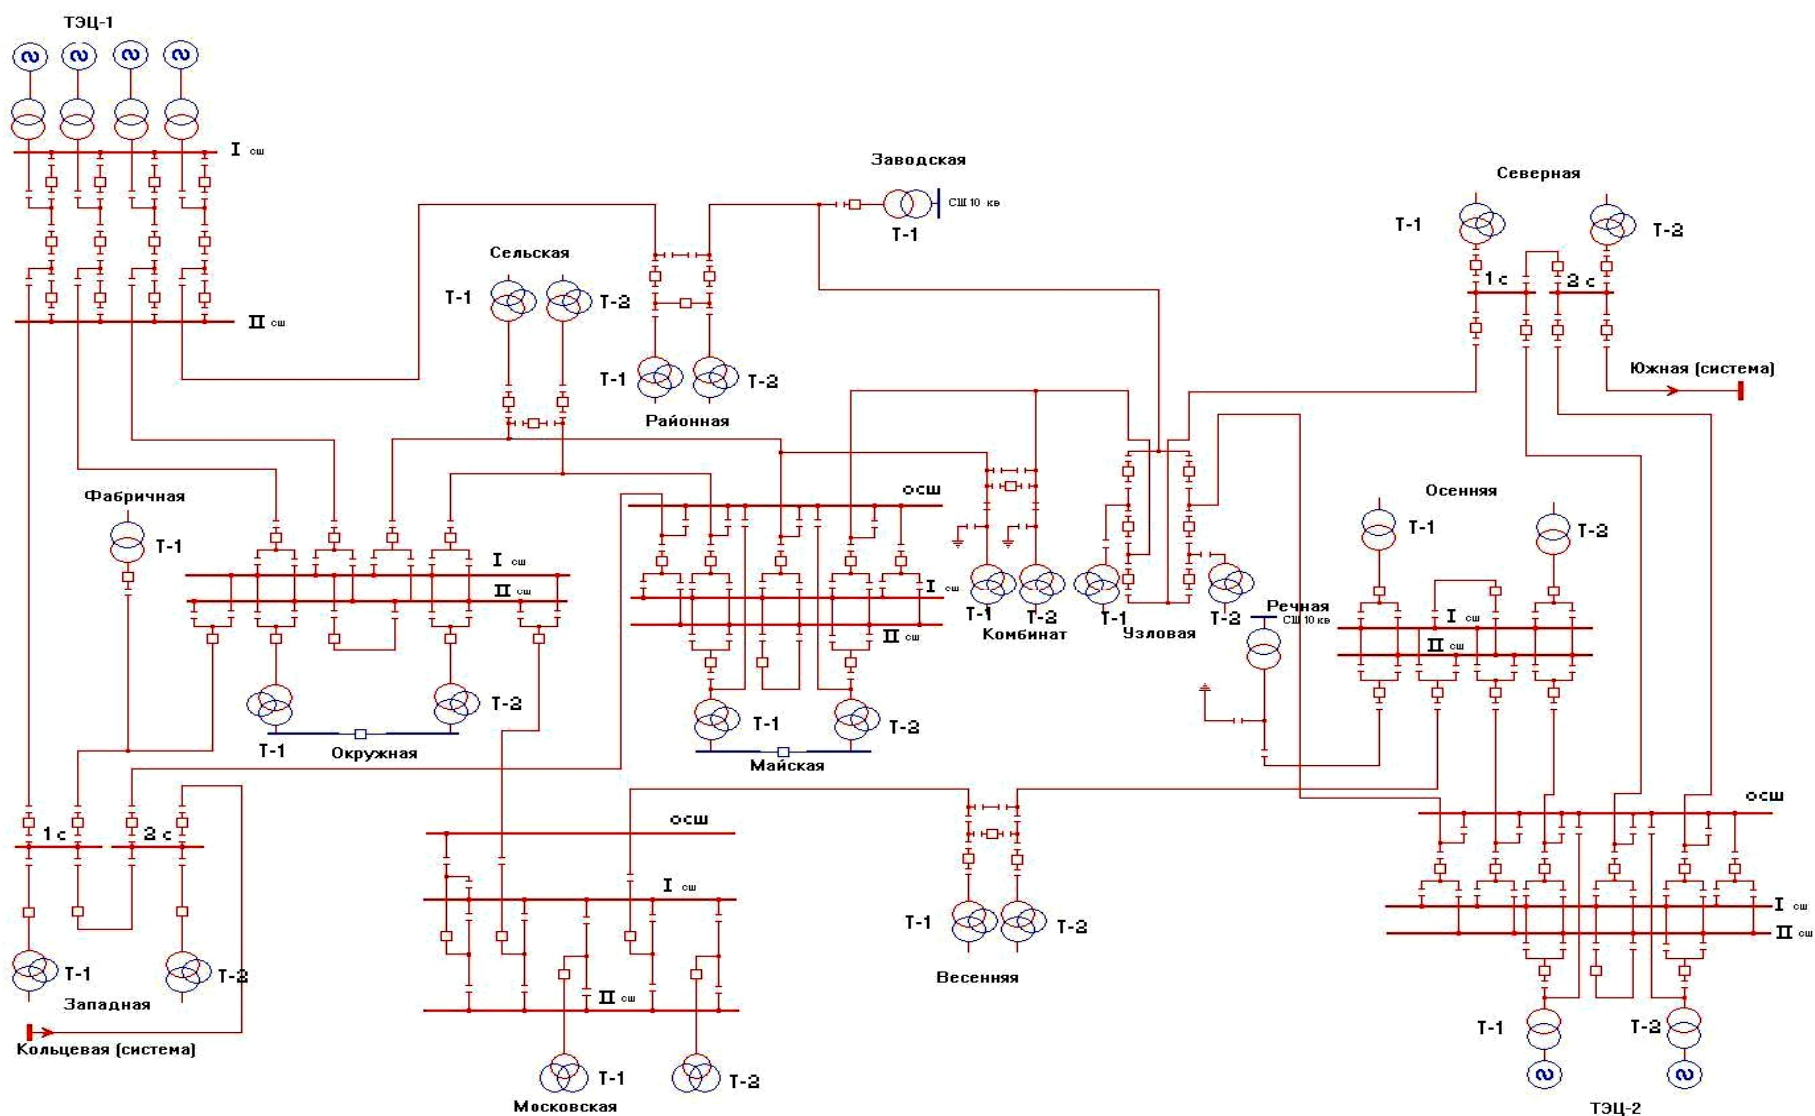 ТЭЦ-1
I сш
II сш
Заводская
СШ 10 кв
Т-1
Северная
Т-1
Т-2
1 с
2 с
Южная (система)
Сельская
Т-1
Т-2
Т-1
Т-2
Районная
Фабричная
Т-1
I сш
II сш
Т-1
Т-2
Окружная
ОСШ
I сш
II сш
Т-1
Т-2
Майская
Т-1
Т-2
Комбинат
Т-1
Т-2
Узловая
Речная
СШ 10 кв
Осенняя
Т-1
Т-2
I сш
II сш
1 с
2 с
Т-1
Т-2
Западная
Кольцевая (система)
ОСШ
I сш
II сш
Т-1
Т-2
Московская
Т-1
Т-2
Весенняя
ОСШ
I сш
II сш
Т-1
Т-2
ТЭЦ-2